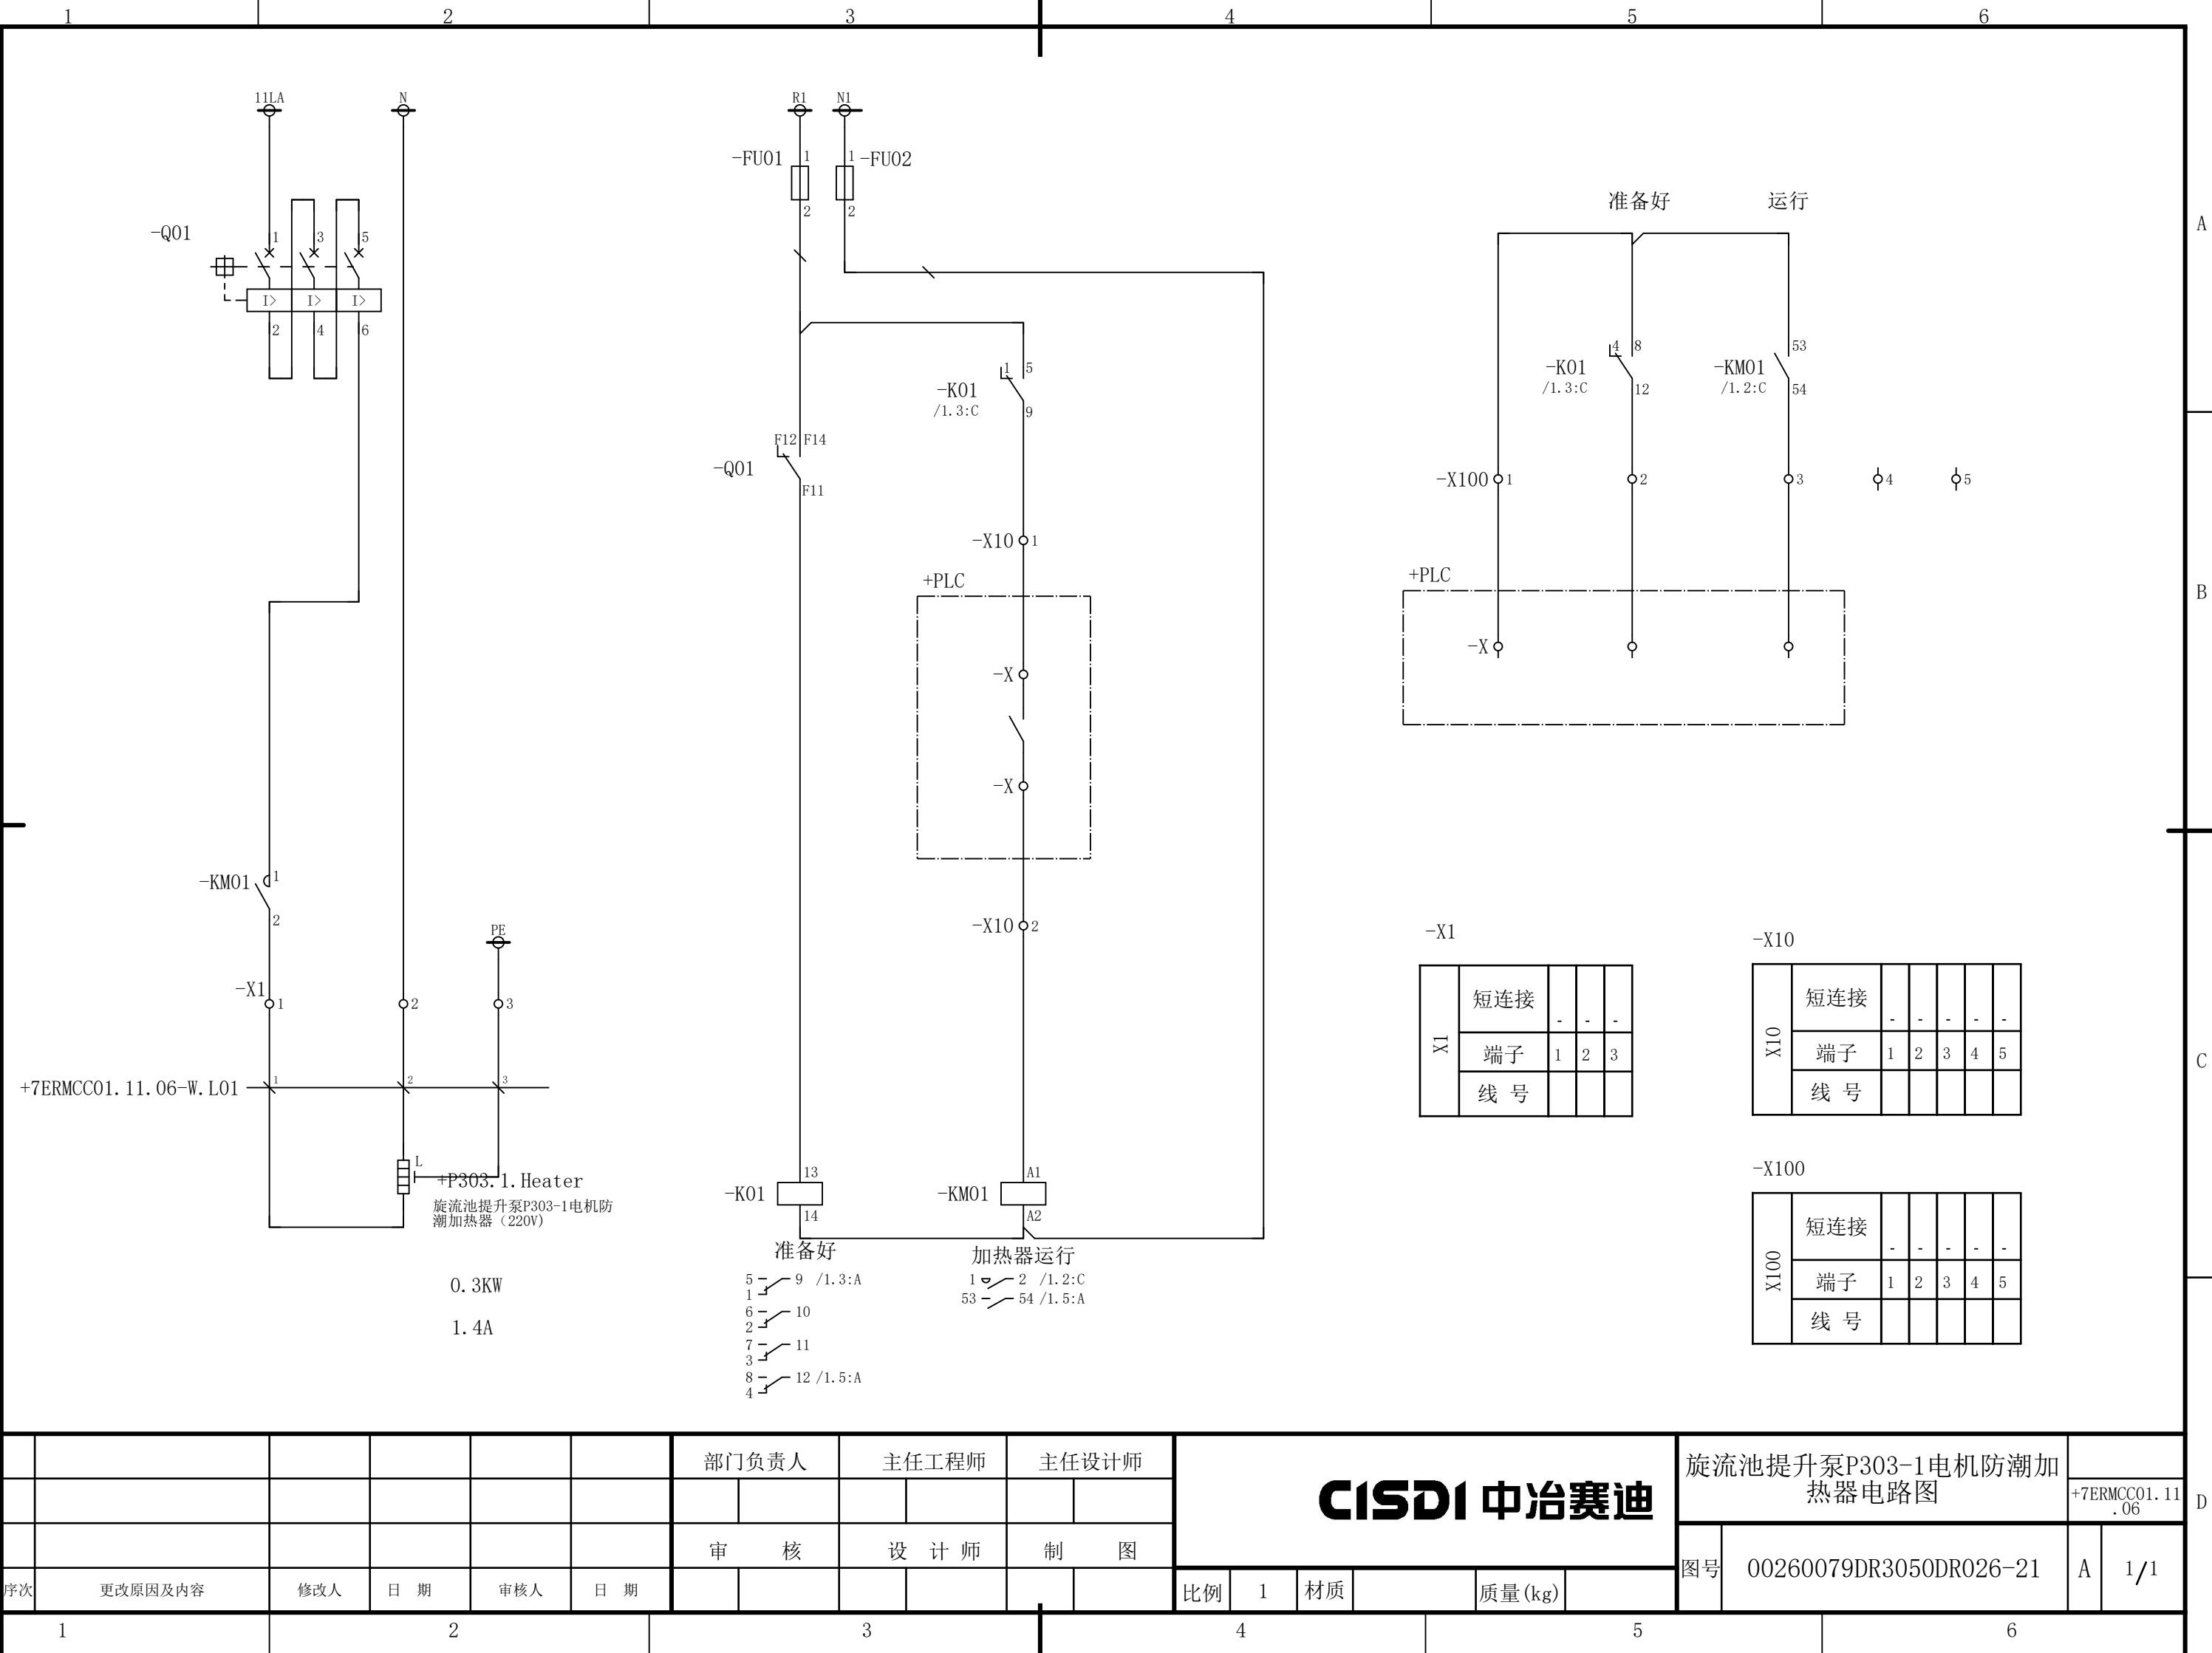 1 2 3 4 5 6
11LA N R1 N1
-FU01 1 1 -FU02
2 2
准备好 运行
A
-Q01 1 3 5
I> I> I>
2 4 6
1 5
-K01
/1.3:C
9
4 8
-K01
/1.3:C
12
53
-KM01
/1.2:C
54
F12 F14
-Q01
F11
-X100 1 2 3 4 5
-X10 1
+PLC
+PLC
B
-X
-X
-X
-KM01 1
2
-X10 2
PE
-X1 1 2 3
+7ERMCC01.11.06-W.L01 1 2 3
L
+P303.1.Heater
旋流池提升泵P303-1电机防
潮加热器（220V)
0.3KW
1.4A
13
-K01
14
A1
-KM01
A2
准备好
5 9 /1.3:A
1
6 10
2
7 11
3
8 12 /1.5:A
4
加热器运行
1 2 /1.2:C
53 54 /1.5:A
-X1
X1
短连接 - - -
端子 1 2 3
线 号
-X10
X10
短连接 - - - - -
端子 1 2 3 4 5
线 号
C
-X100
X100
短连接 - - - - -
端子 1 2 3 4 5
线 号
部门负责人 主任工程师 主任设计师
审 核 设 计 师 制 图
序次 更改原因及内容 修改人 日 期 审核人 日 期
CISDI 中冶赛迪
比例 1 材质 质量(kg)
旋流池提升泵P303-1电机防潮加
热器电路图
+7ERMCC01.11
.06
D
图号 00260079DR3050DR026-21 A 1/1
1 2 3 4 5 6